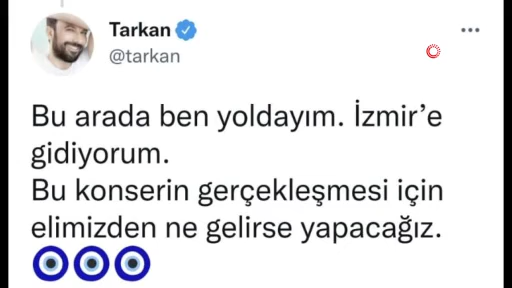 Tarkan
@tarkan
Bu arada ben yoldayım. İzmir’e
gidiyorum.
Bu konserin gerçekleşmesi için
elimizden ne gelirse yapacağız.
🧿🧿🧿